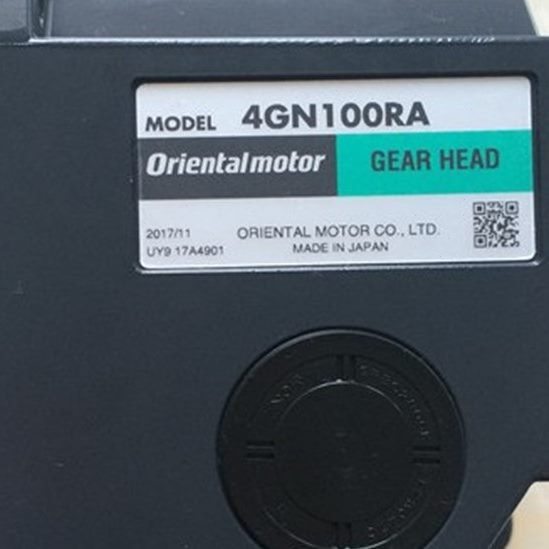 MODEL 4GN100RA
Orientalmotor GEAR HEAD
2017/11 ORIENTAL MOTOR CO., LTD.
UY9 17A4901 MADE IN JAPAN